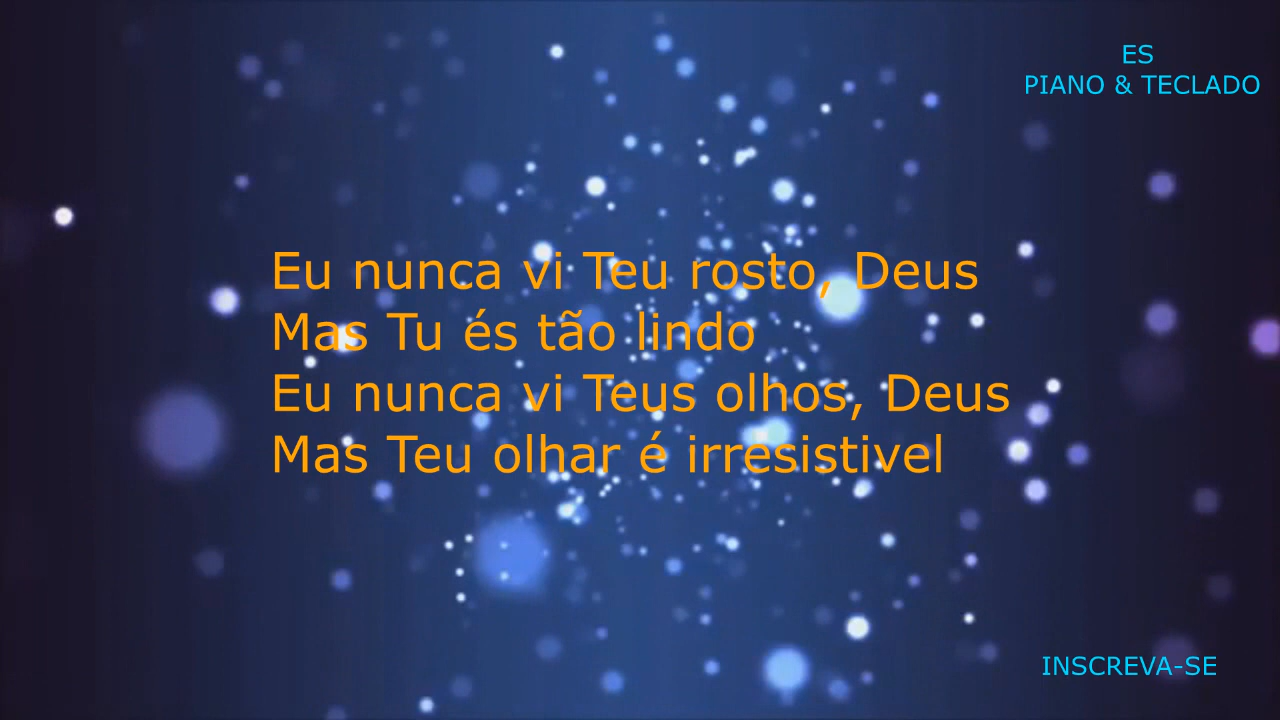 ES
PIANO & TECLADO
Eu nunca vi Teu rosto, Deus
Mas Tu és tão lindo
Eu nunca vi Teus olhos, Deus
Mas Teu olhar é irresistivel
INSCREVA-SE